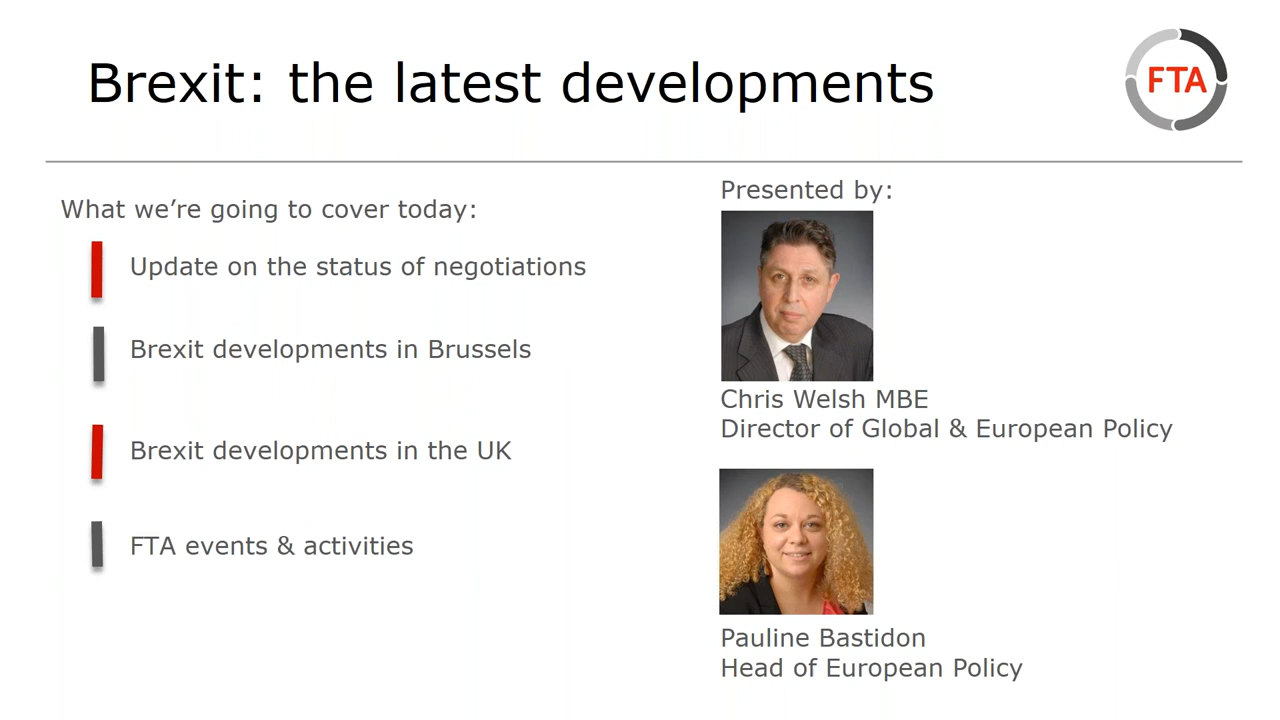 Brexit: the latest developments
FTA
What we’re going to cover today:
Update on the status of negotiations
Brexit developments in Brussels
Brexit developments in the UK
FTA events & activities
Presented by:
Chris Welsh MBE
Director of Global & European Policy
Pauline Bastidon
Head of European Policy